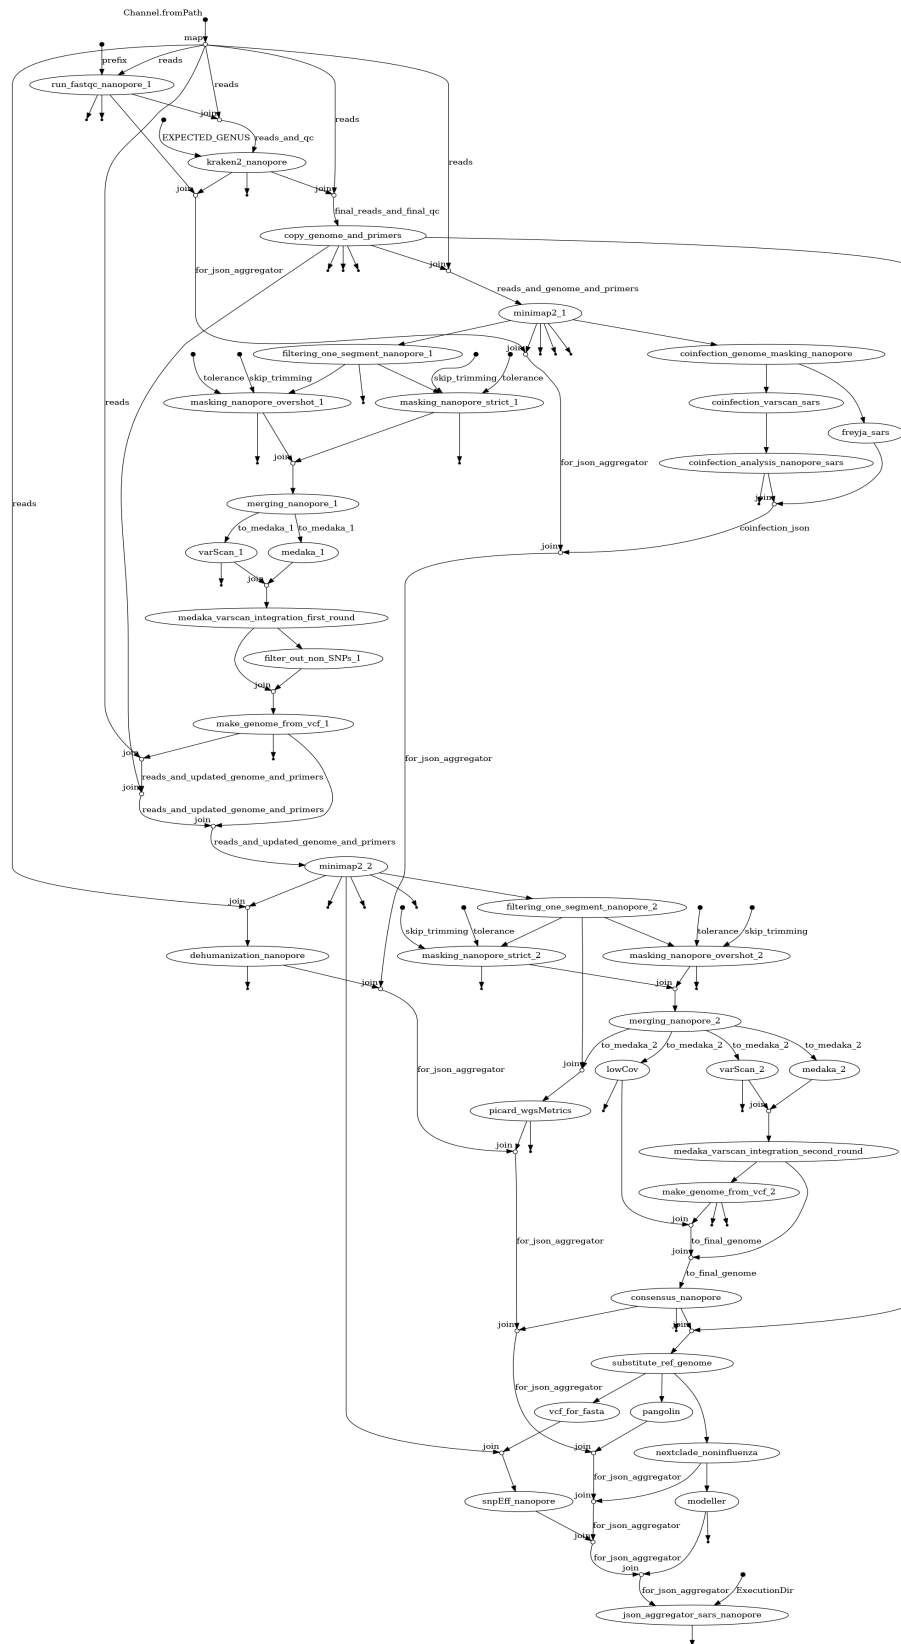 Channel.fromPath
map
prefix
reads
run_fastqc_nanopore_1
reads
join
reads
EXPECTED_GENUS
reads_and_qc
reads
kraken2_nanopore
join
join
final_reads_and_final_qc
copy_genome_and_primers
join
for_json_aggregator
reads_and_genome_and_primers
minimap2_1
join
filtering_one_segment_nanopore_1
coinfection_genome_masking_nanopore
tolerance
skip_trimming
skip_trimming
tolerance
reads
masking_nanopore_overshot_1
masking_nanopore_strict_1
coinfection_varscan_sars
freyja_sars
join
for_json_aggregator
coinfection_analysis_nanopore_sars
reads
merging_nanopore_1
join
to_medaka_1
to_medaka_1
coinfection_json
varScan_1
medaka_1
join
join
medaka_varscan_integration_first_round
filter_out_non_SNPs_1
join
make_genome_from_vcf_1
join
for_json_aggregator
reads_and_updated_genome_and_primers
join
reads_and_updated_genome_and_primers
join
reads_and_updated_genome_and_primers
minimap2_2
join
filtering_one_segment_nanopore_2
skip_trimming
tolerance
tolerance
skip_trimming
dehumanization_nanopore
masking_nanopore_strict_2
masking_nanopore_overshot_2
join
join
merging_nanopore_2
to_medaka_2
to_medaka_2
to_medaka_2
to_medaka_2
join
for_json_aggregator
lowCov
varScan_2
medaka_2
picard_wgsMetrics
join
join
medaka_varscan_integration_second_round
make_genome_from_vcf_2
join
for_json_aggregator
to_final_genome
join
to_final_genome
consensus_nanopore
join
join
substitute_ref_genome
for_json_aggregator
vcf_for_fasta
pangolin
join
join
nextclade_noninfluenza
for_json_aggregator
join
snpEff_nanopore
modeller
for_json_aggregator
join
for_json_aggregator
join
for_json_aggregator
ExecutionDir
json_aggregator_sars_nanopore